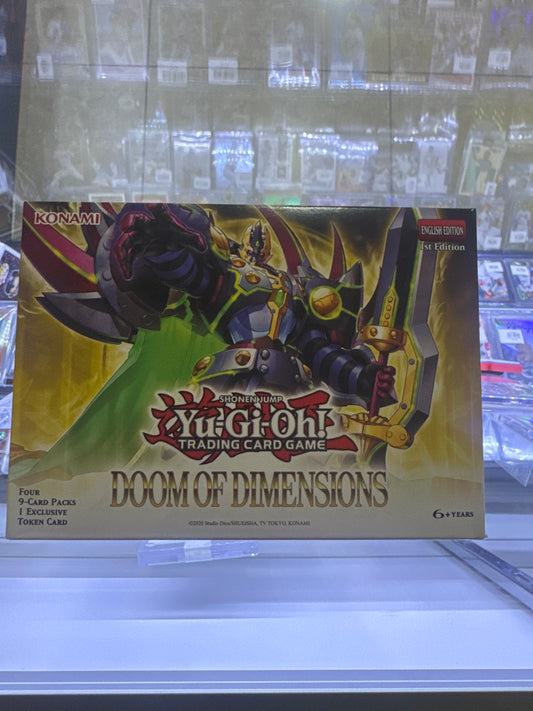 KONAMI
ENGLISH EDITION
1st Edition
SHONEN JUMP
Yu-Gi-Oh!
TRADING CARD GAME
DOOM OF DIMENSIONS
FOUR
9-CARD PACKS
1 EXCLUSIVE
TOKEN CARD
©2020 Studio Dice/SHUEISHA, TV TOKYO, KONAMI
6+YEARS